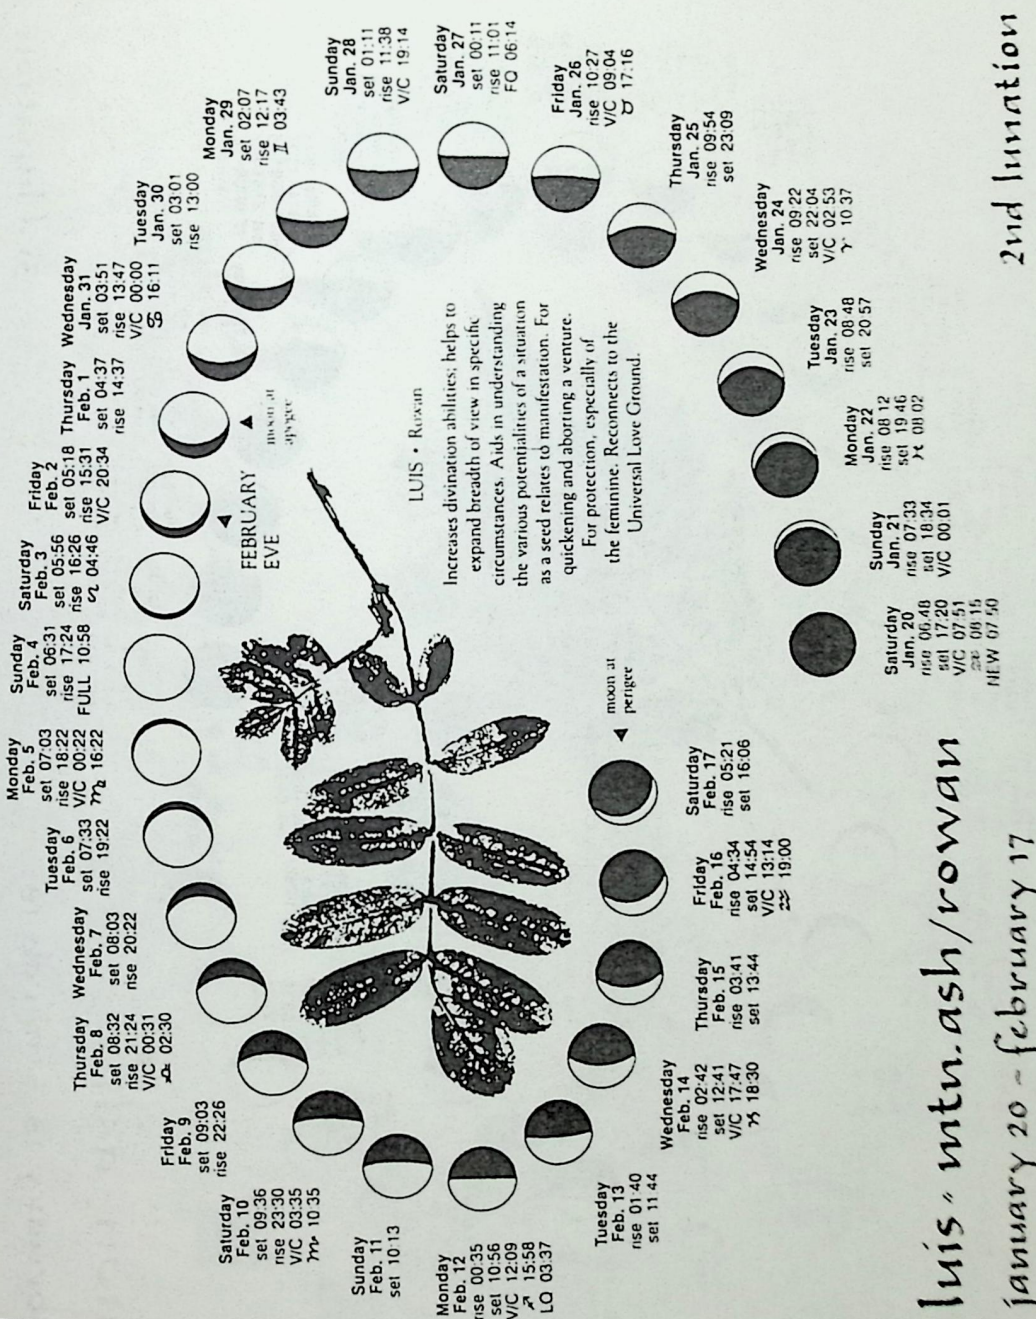 luis ~ mtn. ash/rowan
january 20 - february 17
2nd lunation
Saturday
Jan. 20
rise 06.48
set 17:20
V/C 07:51
♒ 08:15
NEW 07 50
Sunday
Jan. 21
rise 07:33
set 18:34
V/C 00:01
Monday
Jan. 22
rise 08 12
set 19 46
♓ 08 02
Tuesday
Jan. 23
rise 08 48
set 20 57
Wednesday
Jan. 24
rise 09:22
set 22:04
V/C 02:53
♈ 10 37
Thursday
Jan. 25
rise 09:54
set 23:09
Friday
Jan. 26
rise 10:27
V/C 09:04
♉ 17:16
Saturday
Jan. 27
set 00:11
rise 11:01
FQ 06:14
Sunday
Jan. 28
set 01:11
rise 11:38
V/C 19:14
Monday
Jan. 29
set 02:07
rise 12:17
♊ 03:43
Tuesday
Jan. 30
set 03:01
rise 13:00
Wednesday
Jan. 31
set 03:51
rise 13:47
V/C 00:00
♋ 16:11
Thursday
Feb. 1
set 04:37
rise 14:37
Friday
Feb. 2
set 05:18
rise 15:31
V/C 20:34
Saturday
Feb. 3
set 05:56
rise 16:26
♌ 04:46
Sunday
Feb. 4
set 06:31
rise 17:24
FULL 10:58
Monday
Feb. 5
set 07:03
rise 18:22
V/C 00:22
♍ 16:22
Tuesday
Feb. 6
set 07:33
rise 19:22
Wednesday
Feb. 7
set 08:03
rise 20:22
Thursday
Feb. 8
set 08:32
rise 21:24
V/C 00:31
♎ 02:30
Friday
Feb. 9
set 09:03
rise 22:26
Saturday
Feb. 10
set 09:36
rise 23:30
V/C 03:35
♏ 10 35
Sunday
Feb. 11
set 10:13
Monday
Feb. 12
rise 00:35
set 10:56
V/C 12:09
♐ 15:58
LQ 03:37
Tuesday
Feb. 13
rise 01:40
set 11 44
Wednesday
Feb. 14
rise 02:42
set 12:41
V/C 17:47
♑ 18:30
Thursday
Feb. 15
rise 03:41
set 13:44
Friday
Feb. 16
rise 04:34
set 14:54
V/C 13:14
♒ 19:00
Saturday
Feb. 17
rise 05:21
set 16:06
moon at
perigee
FEBRUARY
EVE
moon at
apogee
LUIS • Rowan
Increases divination abilities; helps to
expand breadth of view in specific
circumstances. Aids in understanding
the various potentialities of a situation
as a seed relates to manifestation. For
quickening and aborting a venture.
For protection, especially of
the feminine. Reconnects to the
Universal Love Ground.